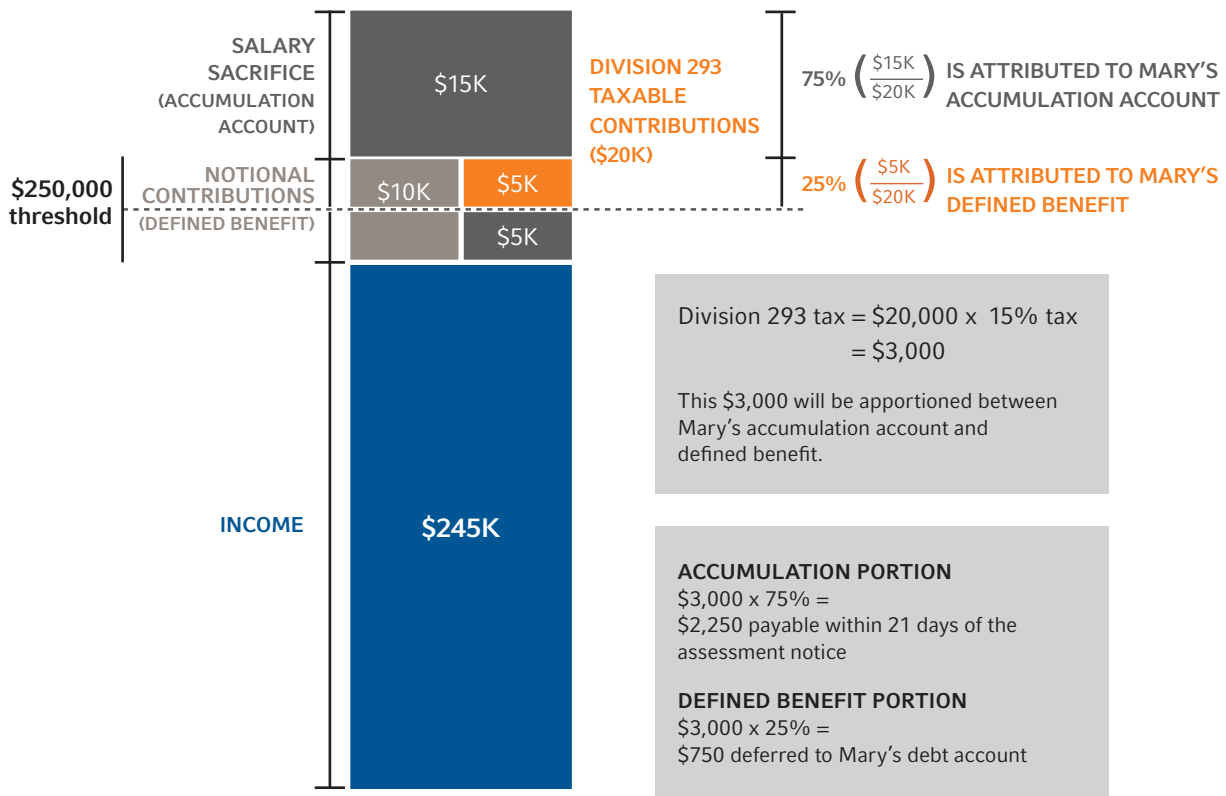 SALARY
SACRIFICE
(ACCUMULATION
ACCOUNT)
$15K
DIVISION 293
TAXABLE
CONTRIBUTIONS
($20K)
75% ($15K/$20K) IS ATTRIBUTED TO MARY’S
ACCUMULATION ACCOUNT
$250,000
threshold
NOTIONAL
CONTRIBUTIONS
(DEFINED BENEFIT)
$10K
$5K
$5K
25% ($5K/$20K) IS ATTRIBUTED TO MARY’S
DEFINED BENEFIT
INCOME
$245K
Division 293 tax = $20,000 x 15% tax
= $3,000
This $3,000 will be apportioned between
Mary’s accumulation account and
defined benefit.
ACCUMULATION PORTION
$3,000 x 75% =
$2,250 payable within 21 days of the
assessment notice
DEFINED BENEFIT PORTION
$3,000 x 25% =
$750 deferred to Mary’s debt account